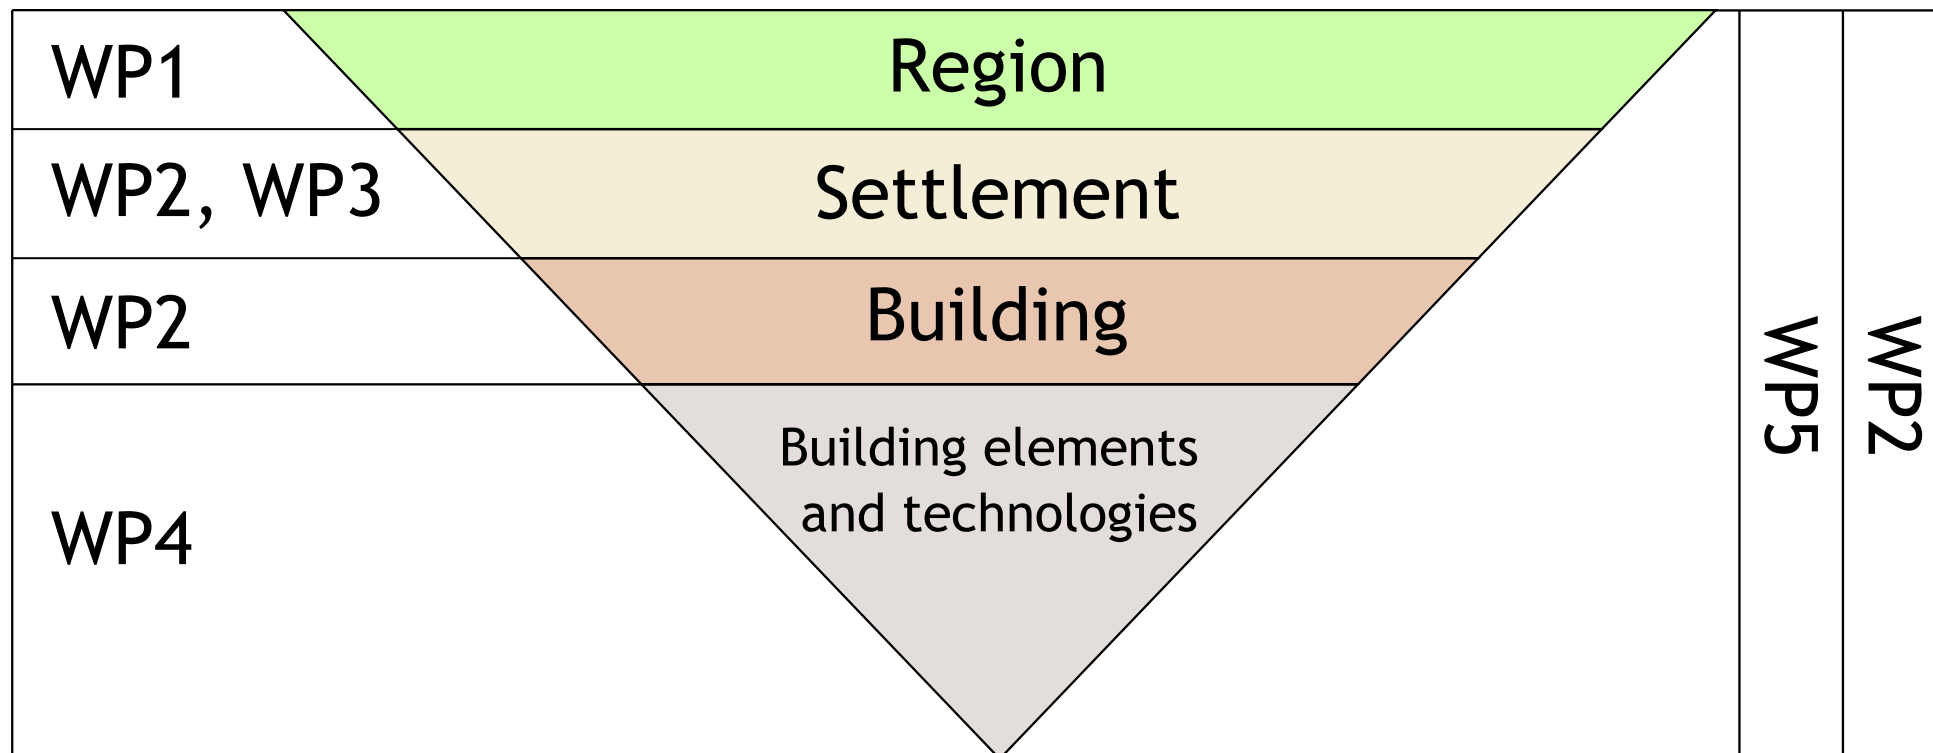 WP1
Region
WP2, WP3
Settlement
WP2
Building
WP4
Building elements
and technologies
WP5
WP2